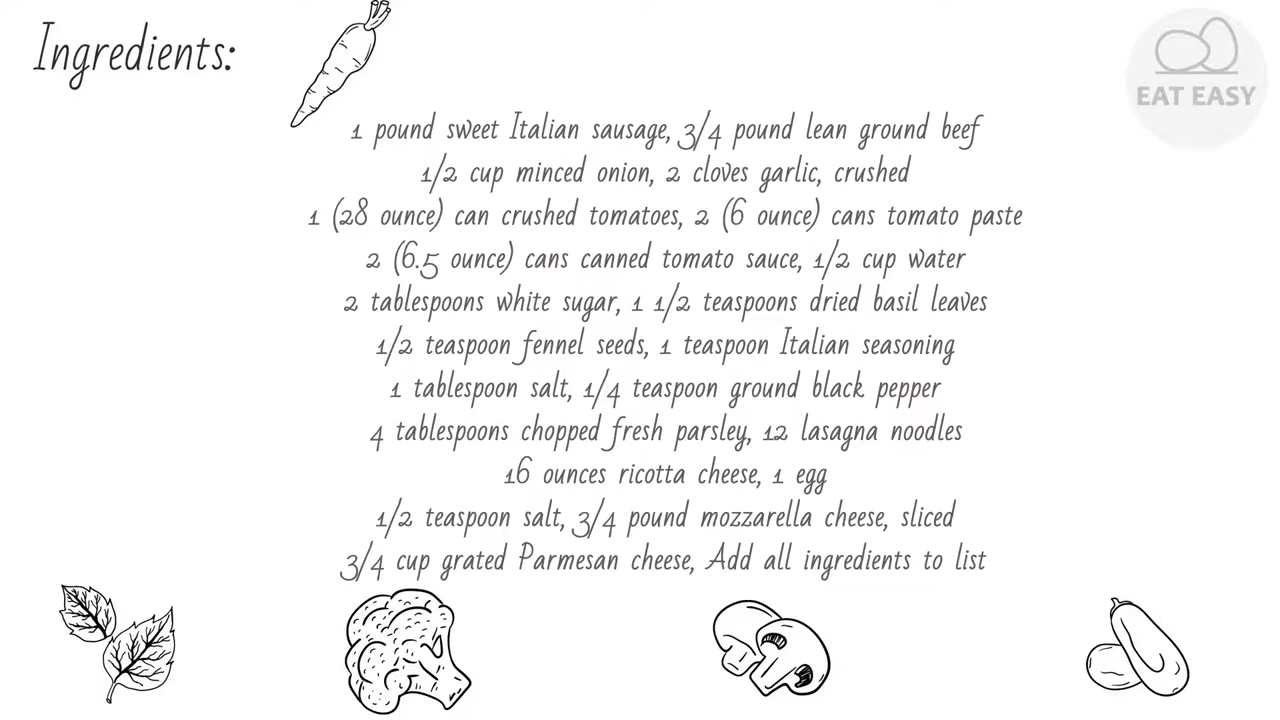 Ingredients:
EAT EASY
1 pound sweet Italian sausage, 3/4 pound lean ground beef
1/2 cup minced onion, 2 cloves garlic, crushed
1 (28 ounce) can crushed tomatoes, 2 (6 ounce) cans tomato paste
2 (6.5 ounce) cans canned tomato sauce, 1/2 cup water
2 tablespoons white sugar, 1 1/2 teaspoons dried basil leaves
1/2 teaspoon fennel seeds, 1 teaspoon Italian seasoning
1 tablespoon salt, 1/4 teaspoon ground black pepper
4 tablespoons chopped fresh parsley, 12 lasagna noodles
16 ounces ricotta cheese, 1 egg
1/2 teaspoon salt, 3/4 pound mozzarella cheese, sliced
3/4 cup grated Parmesan cheese, Add all ingredients to list